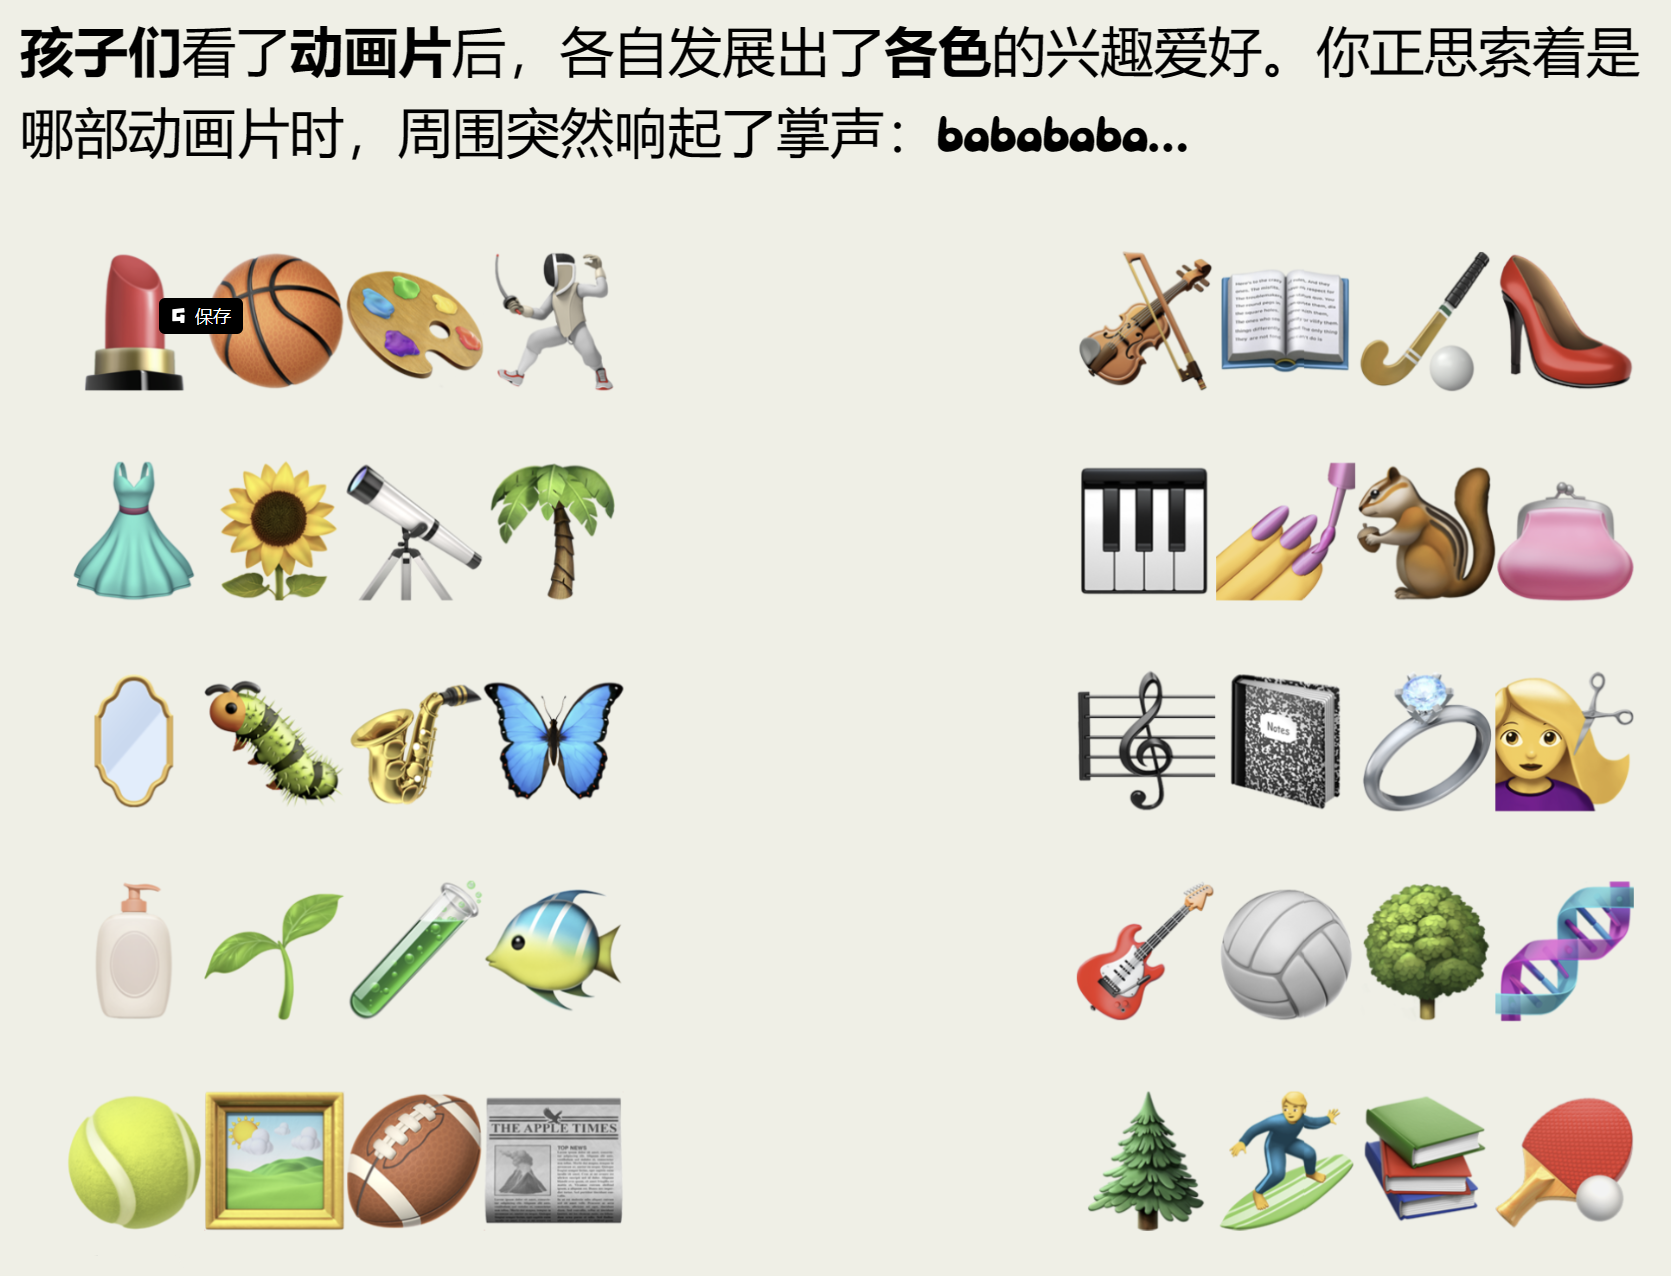 孩子们看了动画片后，各自发展出了各色的兴趣爱好。你正思索着是
哪部动画片时，周围突然响起了掌声：babababa...
保存
Notes
THE APPLE TIMES
TOP NEWS